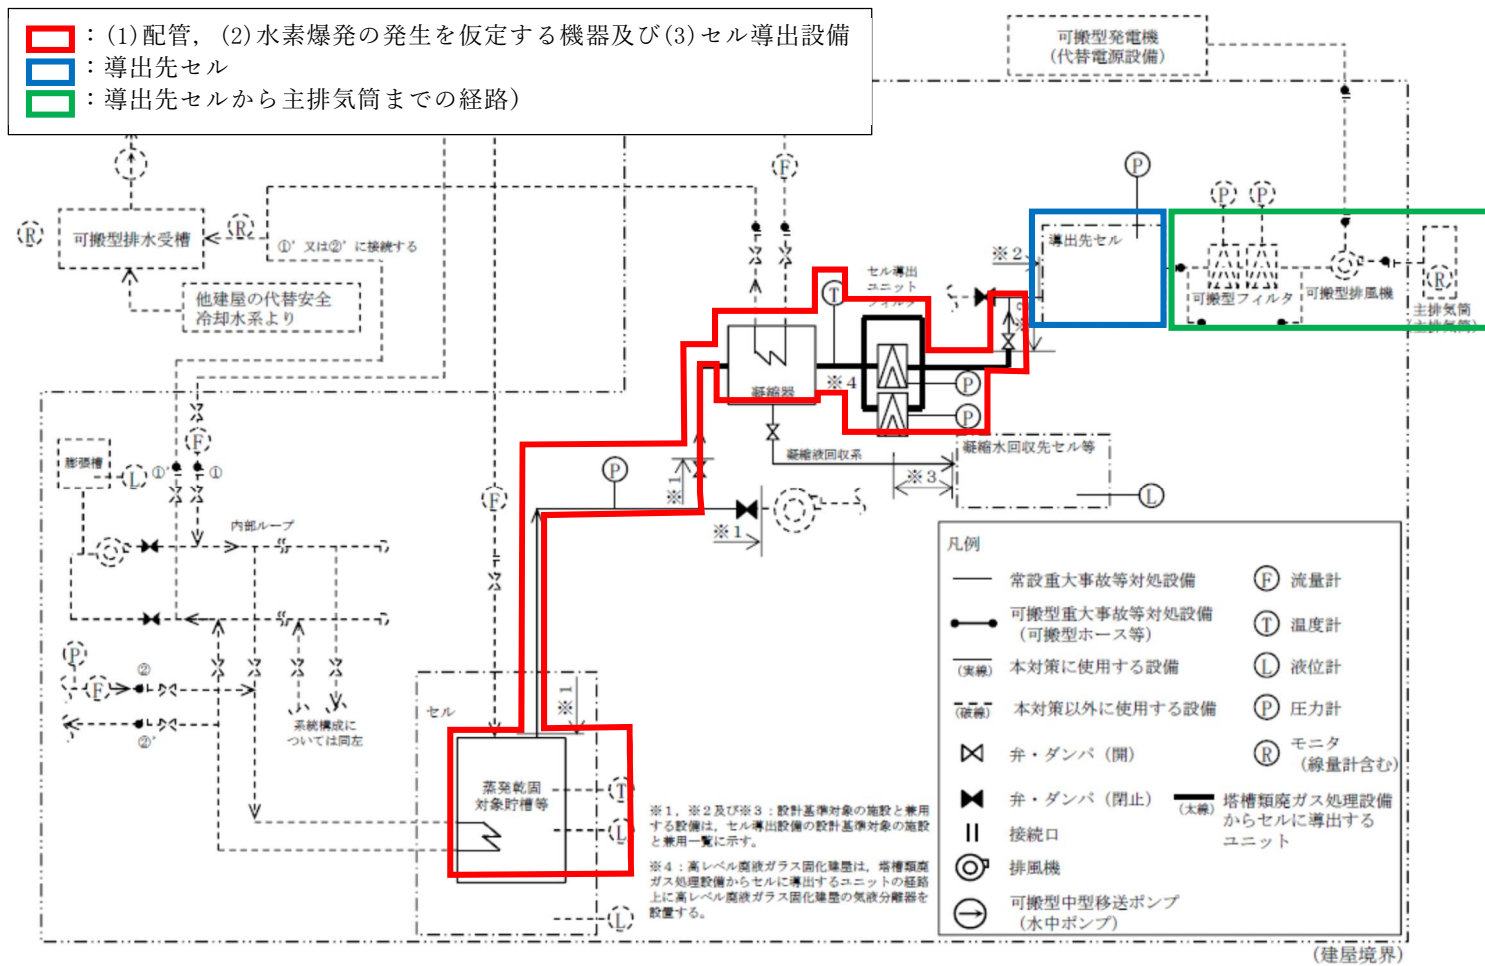 ：(1)配管，(2)水素爆発の発生を仮定する機器及び(3)セル導出設備
：導出先セル
：導出先セルから主排気筒までの経路)
可搬型発電機
(代替電源設備)
F
P
P
P
R
可搬型排水受槽
R
①’又は②’に接続する
他建屋の代替安全
冷却水系より
導出先セル
※2
セル導出
ユニット
フィルタ
T
可搬型フィルタ
可搬型排風機
R
主排気筒
(主排気筒)
凝縮器
※4
P
P
凝縮水回収先セル等
凝縮液回収系
※3
L
膨張槽
L
①’
F
①
P
F
※1
※1
内部ループ
P
②
F
②’
系統構成に
ついては同左
セル
※1
蒸発乾固
対象貯槽等
T
L
L
※1，※2及び※3：設計基準対象の施設と兼用
する設備は，セル導出設備の設計基準対象の施設
と兼用一覧に示す。
※4：高レベル廃液ガラス固化建屋は，塔槽類廃
ガス処理設備からセルに導出するユニットの経路
上に高レベル廃液ガラス固化建屋の気液分離器を
設置する。
凡例
常設重大事故等対処設備
F 流量計
可搬型重大事故等対処設備
(可搬型ホース等)
T 温度計
(実線) 本対策に使用する設備
L 液位計
(破線) 本対策以外に使用する設備
P 圧力計
弁・ダンパ（開）
R モニタ
(線量計含む)
弁・ダンパ（閉止）
(太線) 塔槽類廃ガス処理設備
からセルに導出する
ユニット
接続口
排風機
可搬型中型移送ポンプ
(水中ポンプ)
(建屋境界)